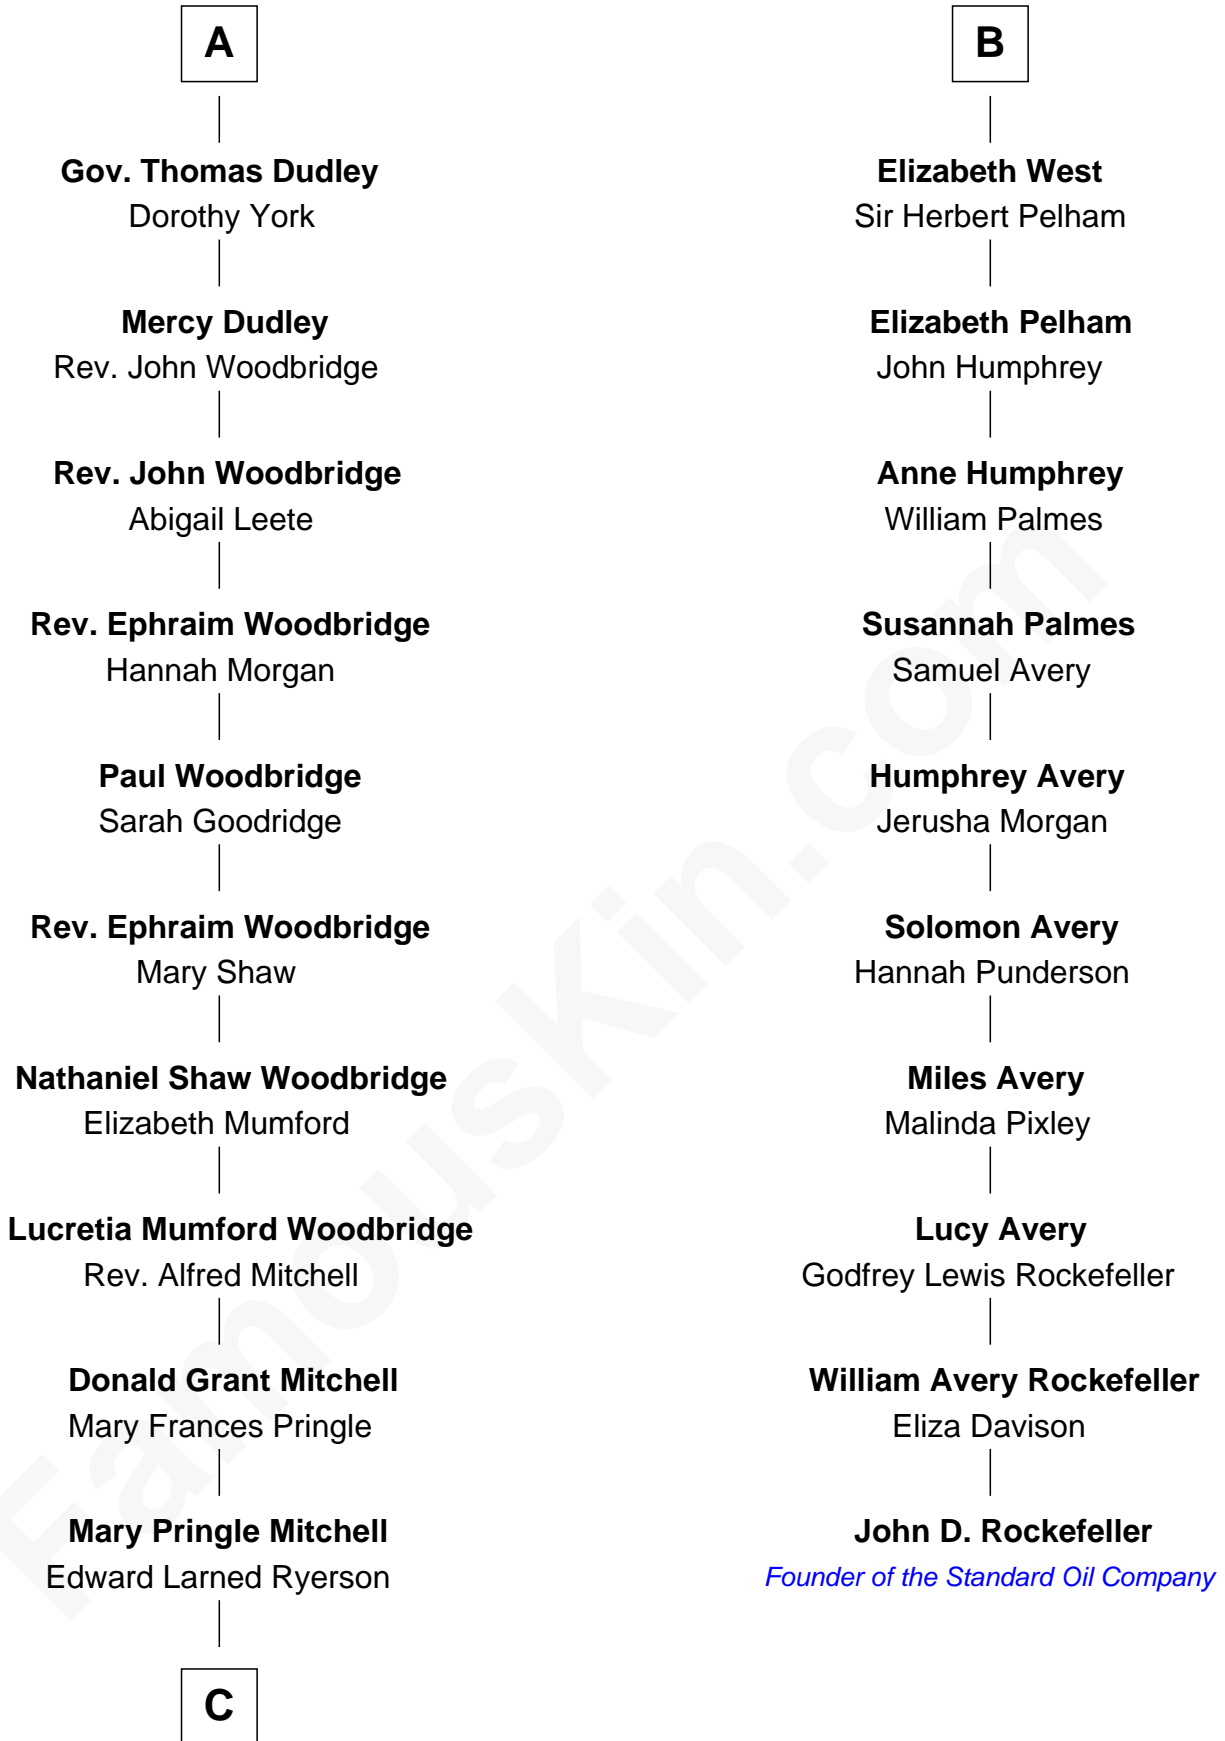 A
Gov. Thomas Dudley
Dorothy York
Mercy Dudley
Rev. John Woodbridge
Rev. John Woodbridge
Abigail Leete
Rev. Ephraim Woodbridge
Hannah Morgan
Paul Woodbridge
Sarah Goodridge
Rev. Ephraim Woodbridge
Mary Shaw
Nathaniel Shaw Woodbridge
Elizabeth Mumford
Lucretia Mumford Woodbridge
Rev. Alfred Mitchell
Donald Grant Mitchell
Mary Frances Pringle
Mary Pringle Mitchell
Edward Larned Ryerson
C
B
Elizabeth West
Sir Herbert Pelham
Elizabeth Pelham
John Humphrey
Anne Humphrey
William Palmes
Susannah Palmes
Samuel Avery
Humphrey Avery
Jerusha Morgan
Solomon Avery
Hannah Punderson
Miles Avery
Malinda Pixley
Lucy Avery
Godfrey Lewis Rockefeller
William Avery Rockefeller
Eliza Davison
John D. Rockefeller
Founder of the Standard Oil Company
FamousKin.com